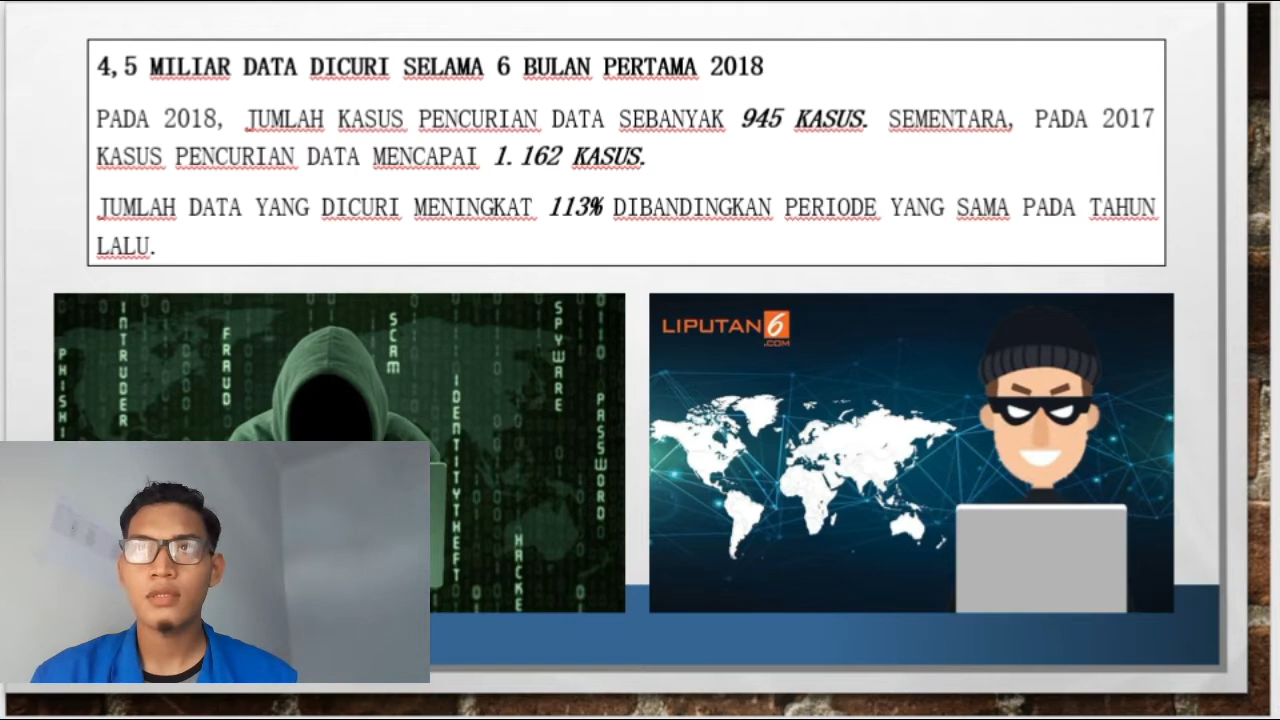 4,5 MILIAR DATA DICURI SELAMA 6 BULAN PERTAMA 2018
PADA 2018, JUMLAH KASUS PENCURIAN DATA SEBANYAK 945 KASUS. SEMENTARA, PADA 2017
KASUS PENCURIAN DATA MENCAPAI 1.162 KASUS.
JUMLAH DATA YANG DICURI MENINGKAT 113% DIBANDINGKAN PERIODE YANG SAMA PADA TAHUN
LALU.
PHISHI
INTRUDER
FRAUD
SCAM
IDENTITYTHEFT
HACKE
SPYWARE
PASSWORD
LIPUTAN6
.COM